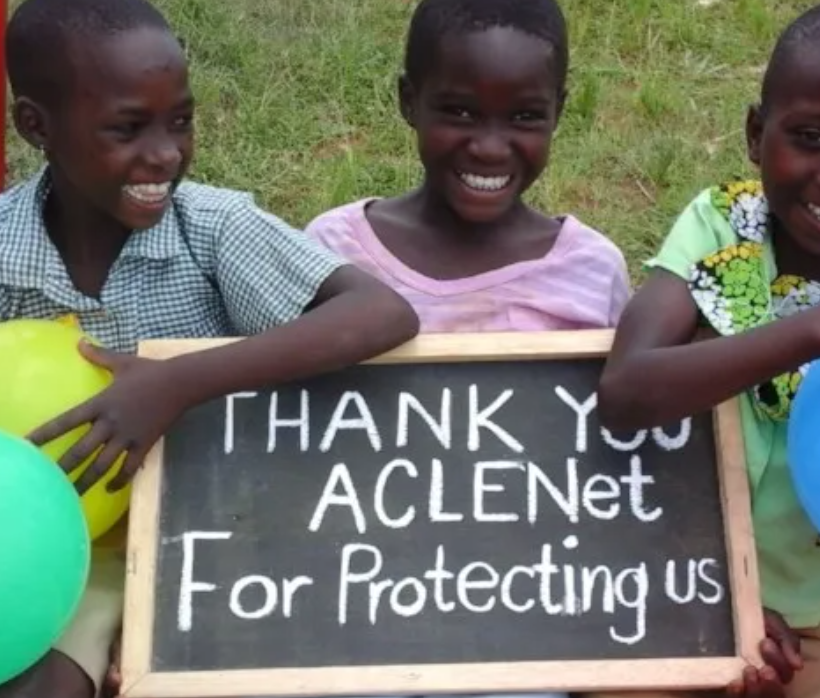 THANK YOU
ACLENet
For Protecting us